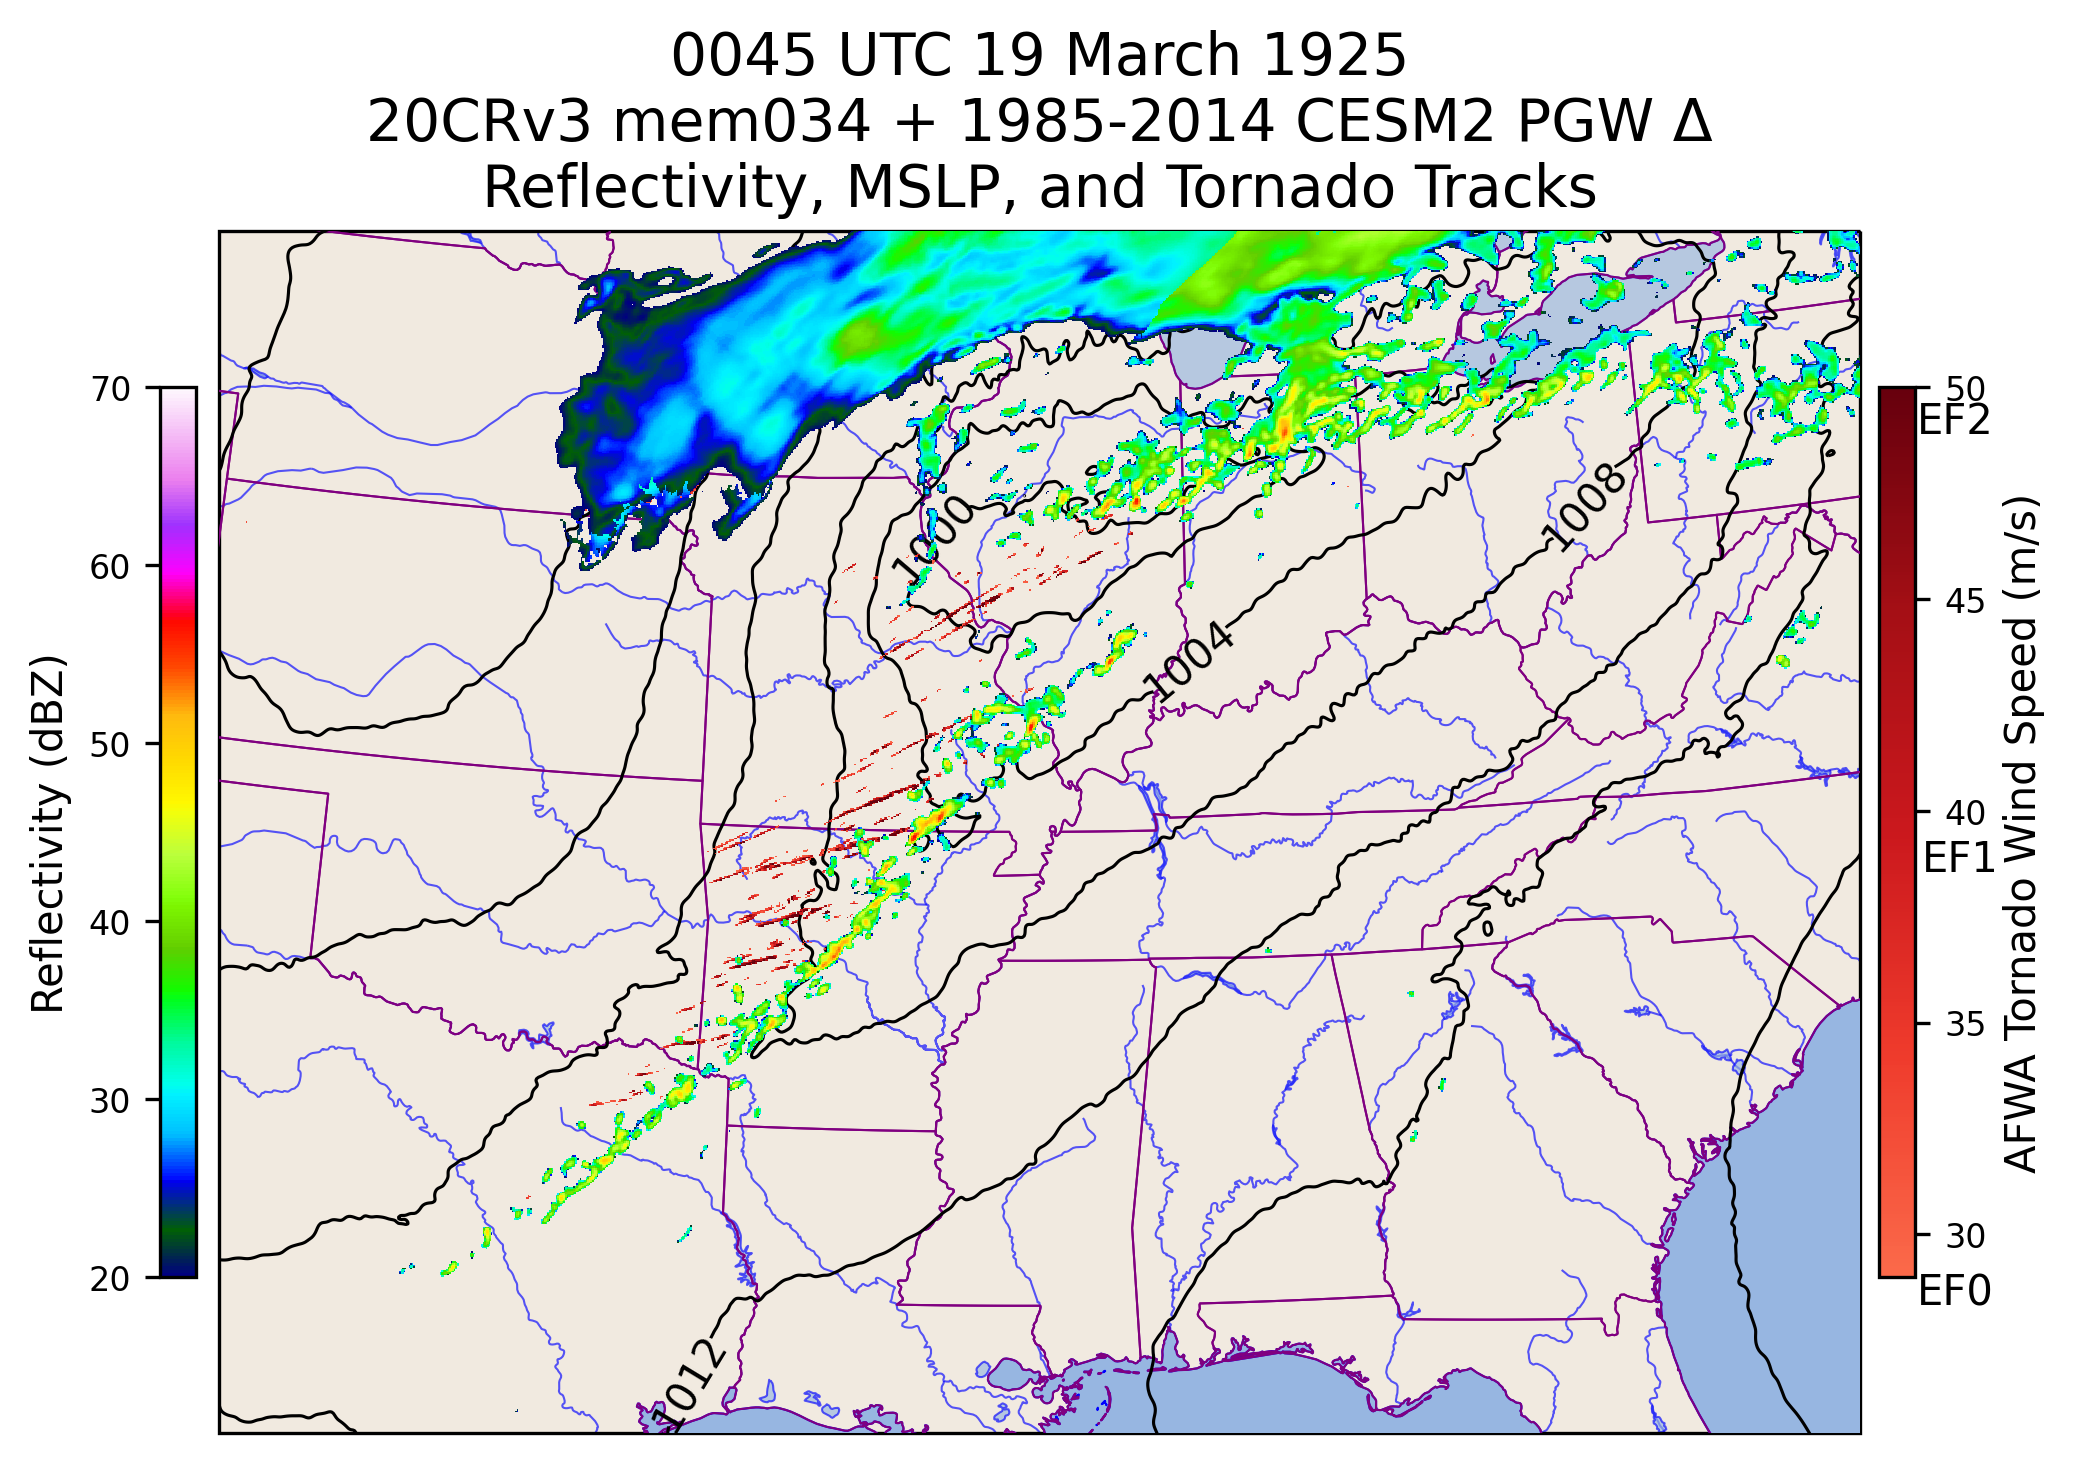 0045 UTC 19 March 1925
20CRv3 mem034 + 1985-2014 CESM2 PGW Δ
Reflectivity, MSLP, and Tornado Tracks
70
60
50
40
30
20
Reflectivity (dBZ)
1000
1004
1008
1012
50
EF2
45
40
EF1
35
30
EF0
AFWA Tornado Wind Speed (m/s)